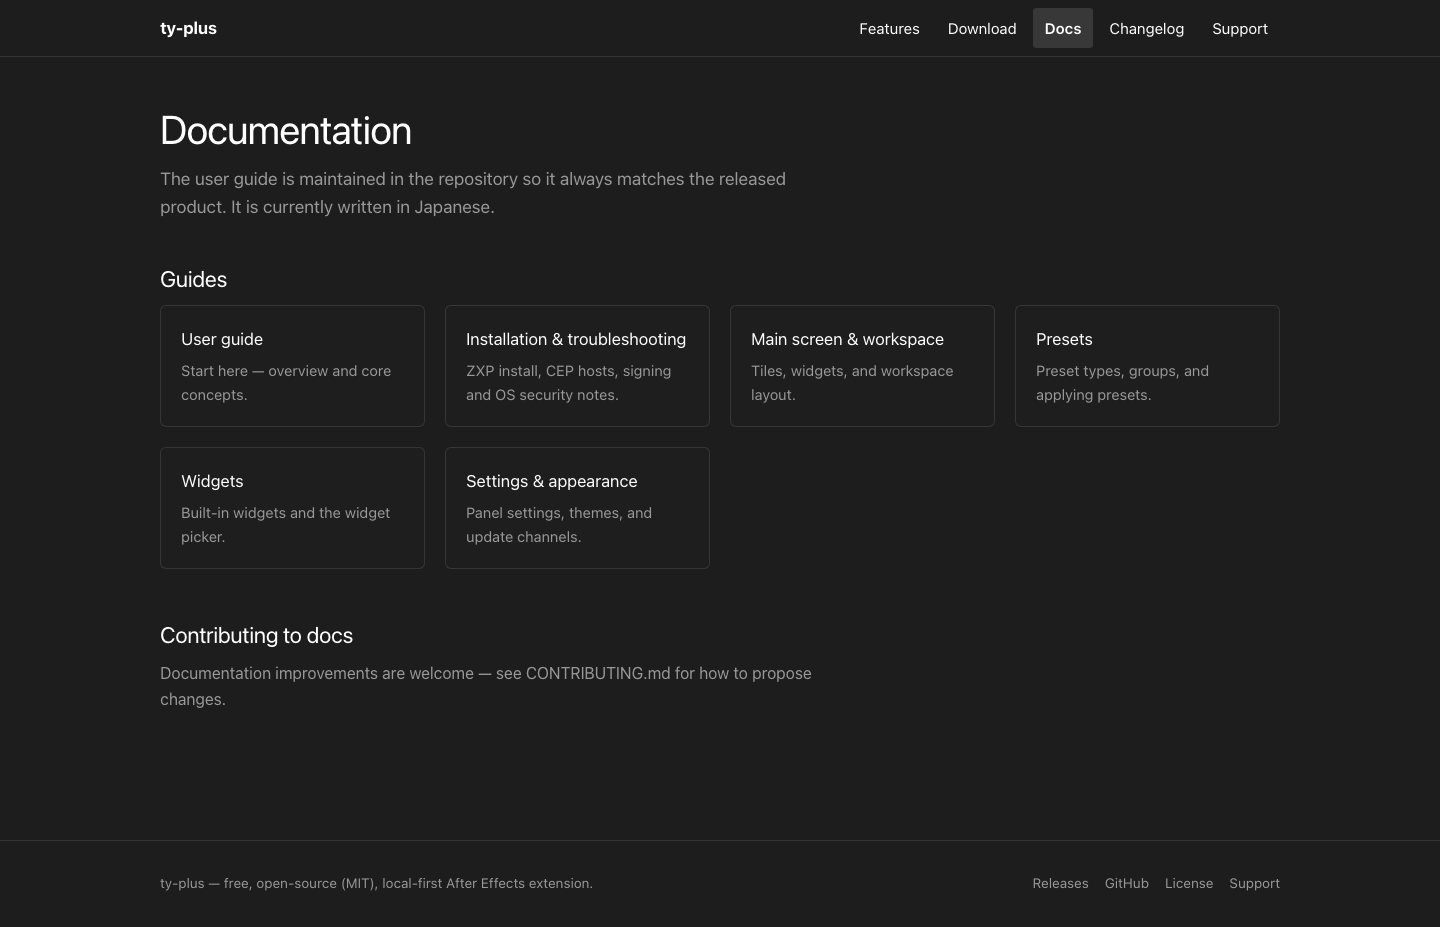 ty-plus
Features
Download
Docs
Changelog
Support
Documentation
The user guide is maintained in the repository so it always matches the released
product. It is currently written in Japanese.
Guides
User guide
Start here — overview and core
concepts.
Installation & troubleshooting
ZXP install, CEP hosts, signing
and OS security notes.
Main screen & workspace
Tiles, widgets, and workspace
layout.
Presets
Preset types, groups, and
applying presets.
Widgets
Built-in widgets and the widget
picker.
Settings & appearance
Panel settings, themes, and
update channels.
Contributing to docs
Documentation improvements are welcome — see CONTRIBUTING.md for how to propose
changes.
ty-plus — free, open-source (MIT), local-first After Effects extension.
Releases
GitHub
License
Support